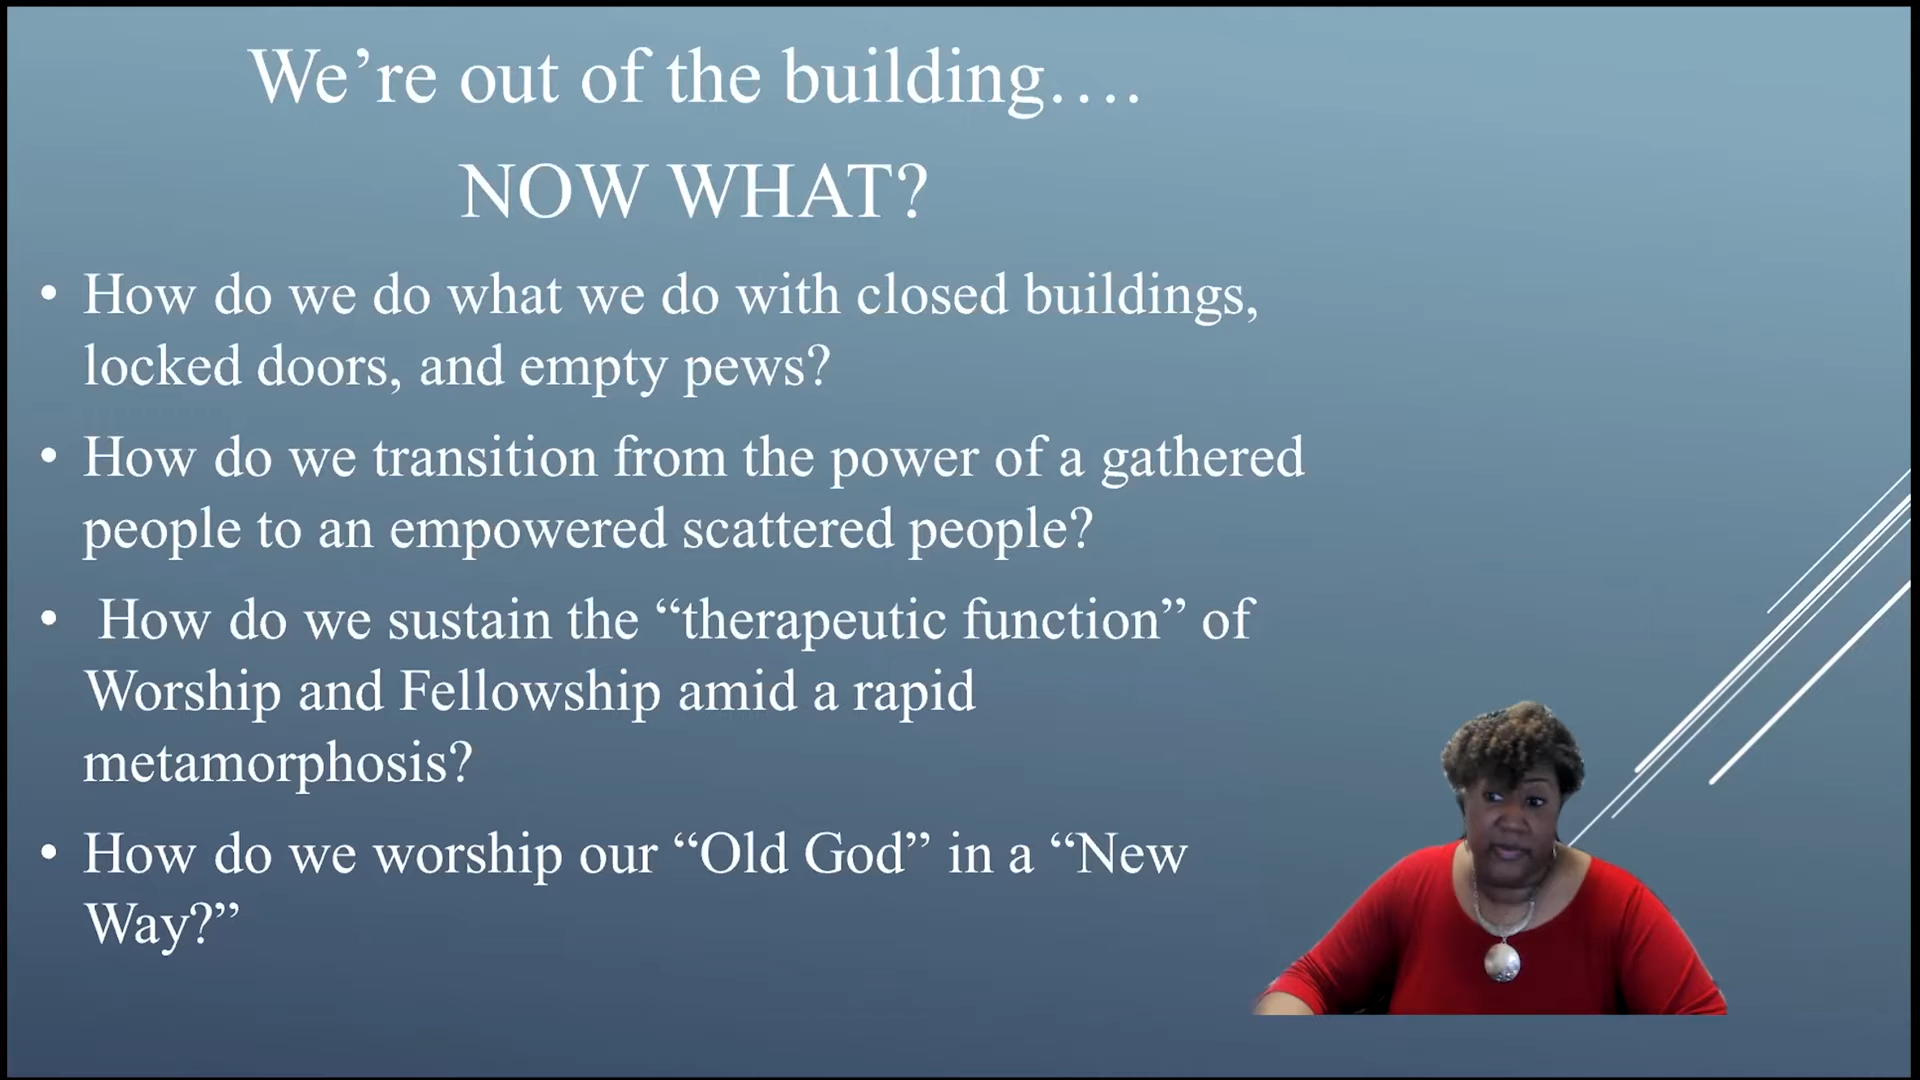 We’re out of the building….
NOW WHAT?
• How do we do what we do with closed buildings,
locked doors, and empty pews?
• How do we transition from the power of a gathered
people to an empowered scattered people?
• How do we sustain the “therapeutic function” of
Worship and Fellowship amid a rapid
metamorphosis?
• How do we worship our “Old God” in a “New
Way?”